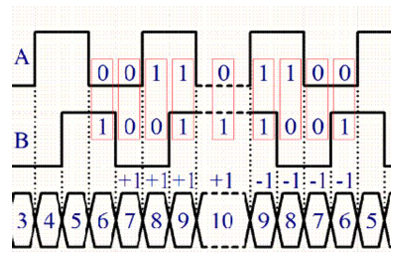 A 0 0 1 1 0 1 1 0 0
B 1 0 0 1 1 1 0 0 1
+1 +1 +1 +1 -1 -1 -1 -1
3 4 5 6 7 8 9 10 9 8 7 6 5